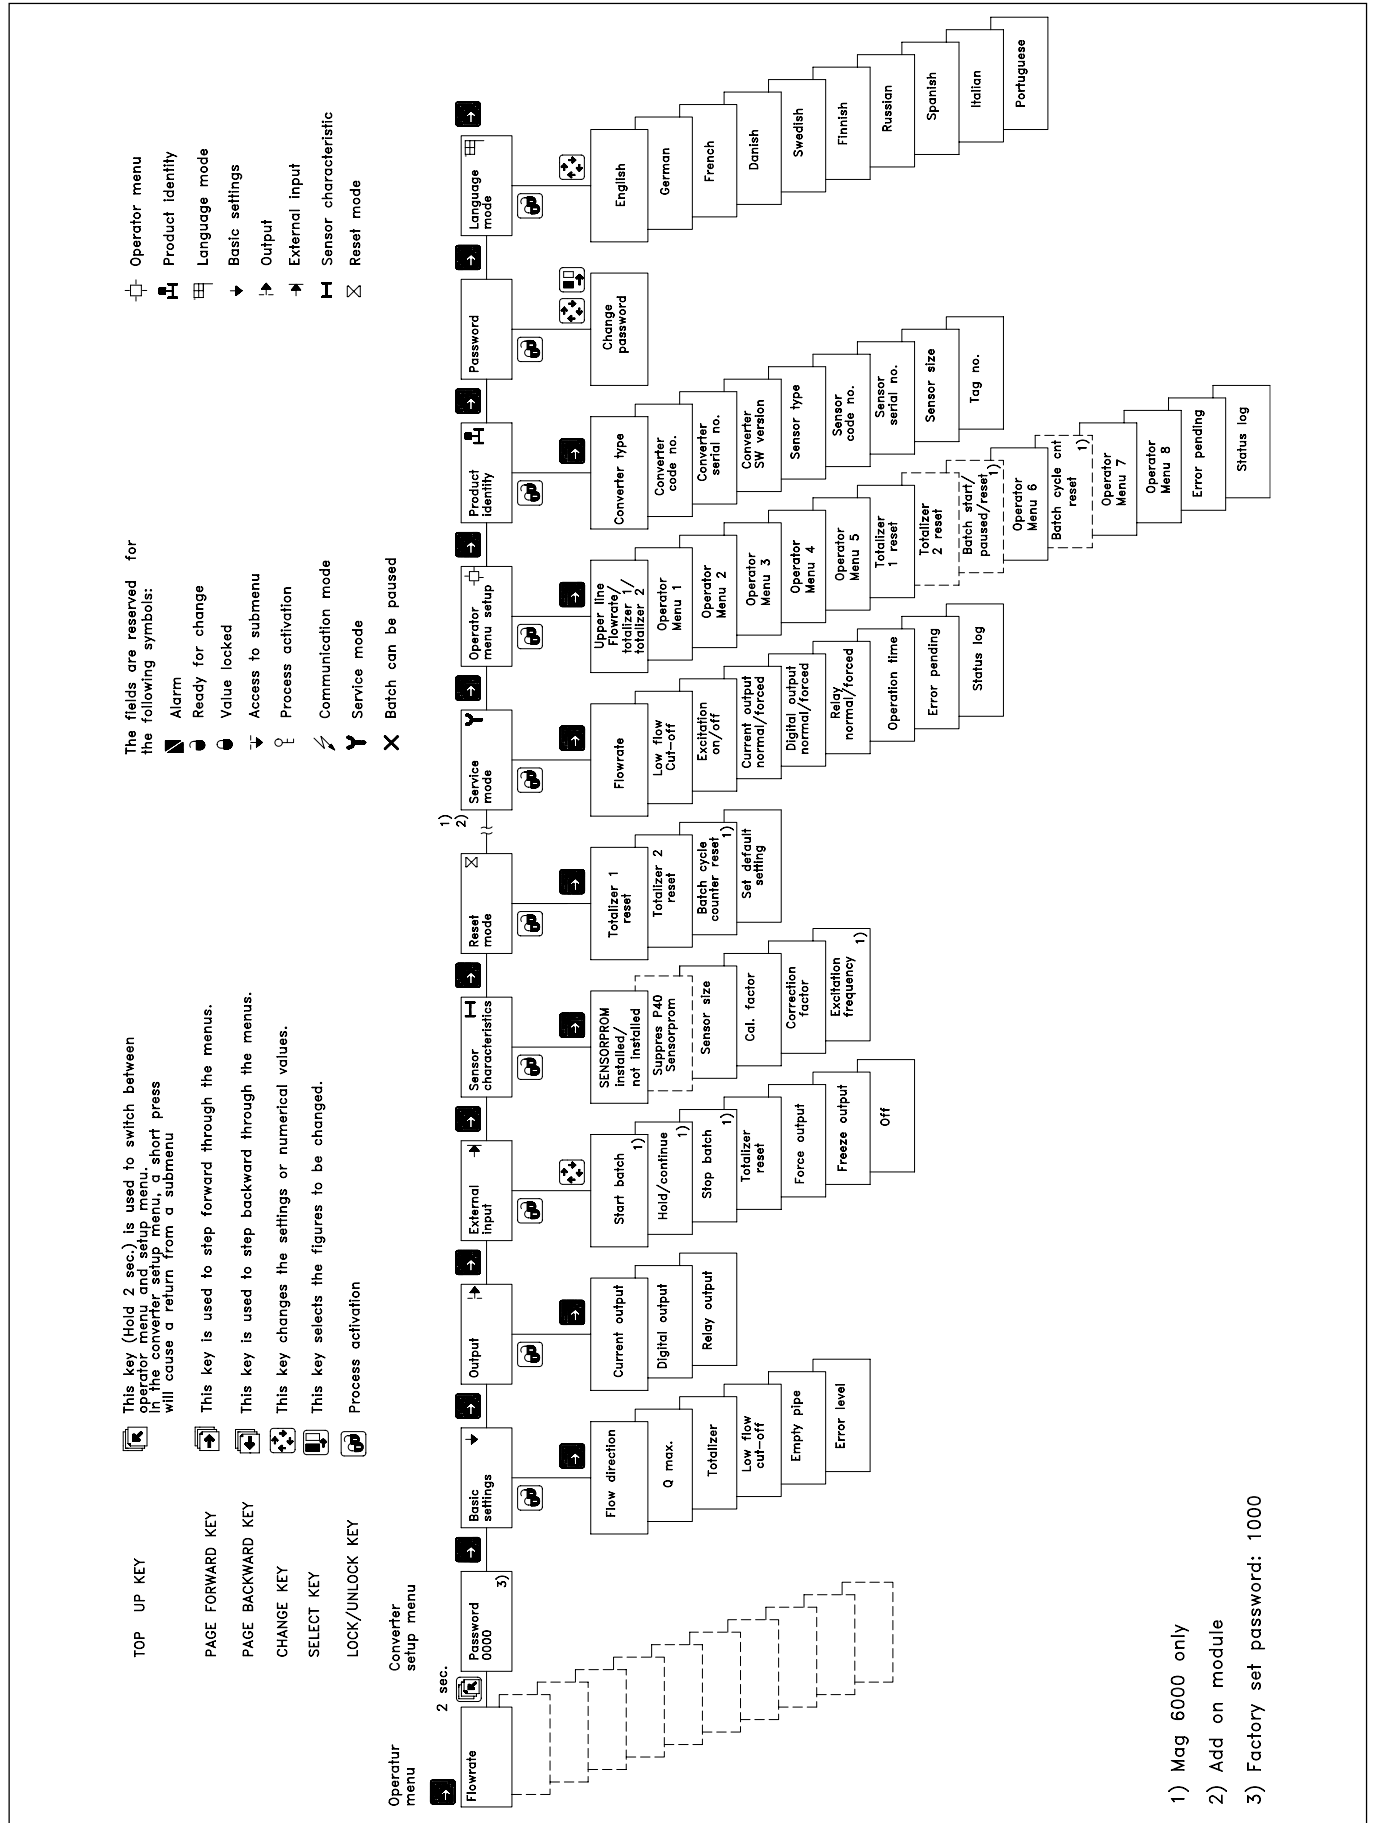 TOP UP KEY
This key (Hold 2 sec.) is used to switch between
operator menu and setup menu.
In the converter setup menu, a short press
will cause a return from a submenu
PAGE FORWARD KEY
This key is used to step forward through the menus.
PAGE BACKWARD KEY
This key is used to step backward through the menus.
CHANGE KEY
This key changes the settings or numerical values.
SELECT KEY
This key selects the figures to be changed.
LOCK/UNLOCK KEY
Process activation
The fields are reserved for
the following symbols:
Alarm
Ready for change
Value locked
Access to submenu
Process activation
Communication mode
Service mode
Batch can be paused
Operator menu
Product identity
Language mode
Basic settings
Output
External input
Sensor characteristic
Reset mode
Operatur
menu
2 sec.
Converter
setup menu
Flowrate
Password
0000
3)
Basic
settings
Flow direction
Q max.
Totalizer
Low flow
cut-off
Empty pipe
Error level
Output
Current output
Digital output
Relay output
External
input
Start batch
1)
Hold/continue
1)
Stop batch
1)
Totalizer
reset
Force output
Freeze output
Off
Sensor
characteristics
SENSORPROM
installed/
not installed
Suppres P40
Sensorprom
Sensor size
Cal. factor
Correction
factor
Excitation
frequency
1)
Reset
mode
Totalizer 1
reset
Totalizer 2
reset
Batch cycle
counter reset
1)
Set default
setting
1)
2)
Service
mode
Flowrate
Low flow
Cut-off
Excitation
on/off
Current output
normal/forced
Digital output
normal/forced
Relay
normal/forced
Operation time
Error pending
Status log
Operator
menu setup
Upper line
Flowrate/
totalizer 1/
totalizer 2
Operator
Menu 1
Operator
Menu 2
Operator
Menu 3
Operator
Menu 4
Operator
Menu 5
Totalizer
1 reset
Totalizer
2 reset
Batch start/
paused/reset
1)
Operator
Menu 6
Batch cycle cnt
reset
1)
Operator
Menu 7
Operator
Menu 8
Error pending
Status log
Product
identity
Converter type
Converter
code no.
Converter
serial no.
Converter
SW version
Sensor type
Sensor
code no.
Sensor
serial no.
Sensor size
Tag no.
Password
Change
password
Language
mode
English
German
French
Danish
Swedish
Finnish
Russian
Spanish
Italian
Portuguese
1) Mag 6000 only
2) Add on module
3) Factory set password: 1000